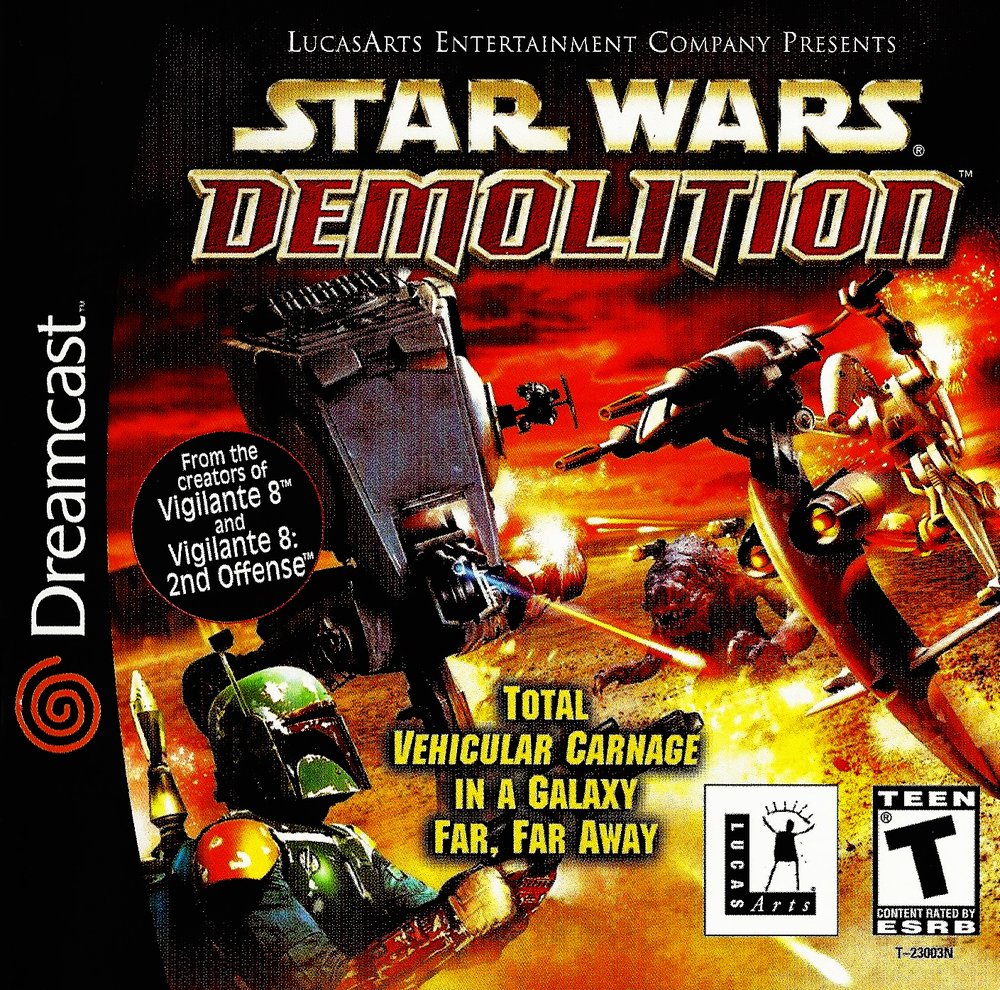 LucasArts Entertainment Company Presents
STAR WARS®
DEMOLITION™
Dreamcast™
From the
creators of
Vigilante 8™
and
Vigilante 8:
2nd Offense™
Total
Vehicular Carnage
in a Galaxy
Far, Far Away
LUCAS
Arts
®
TEEN
®
T
CONTENT RATED BY
ESRB
T-23003N